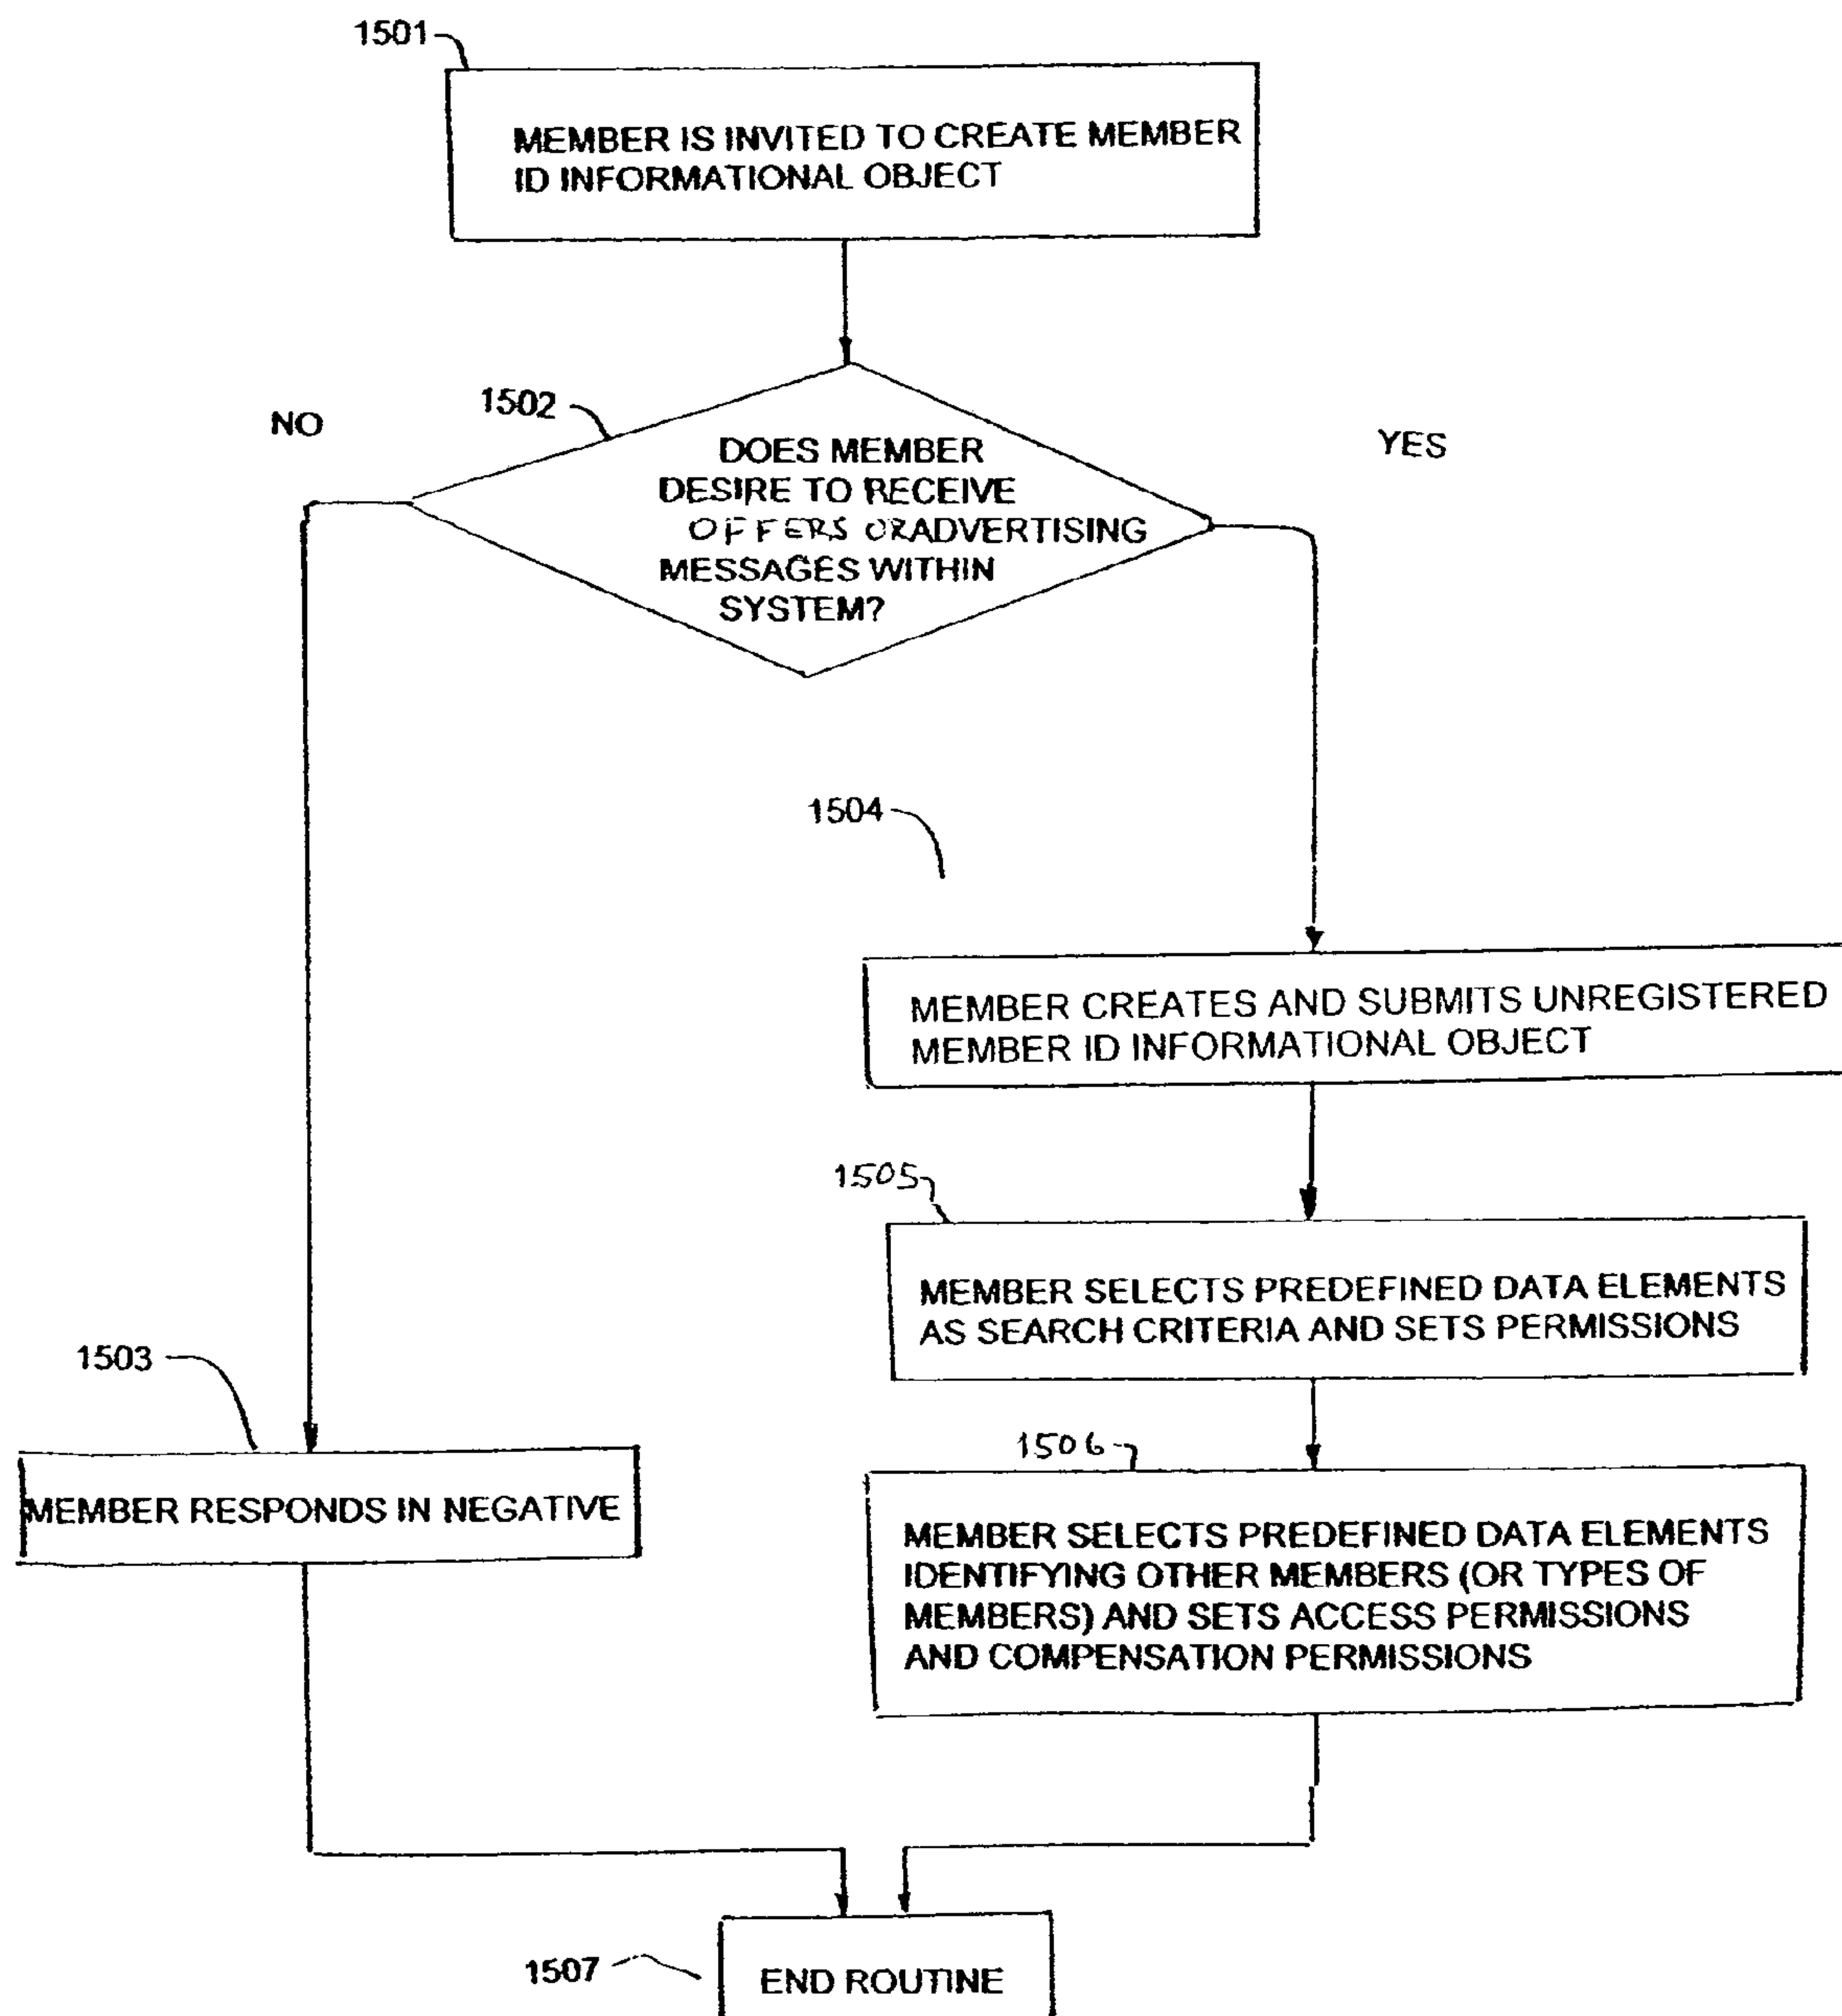 1501
MEMBER IS INVITED TO CREATE MEMBER
ID INFORMATIONAL OBJECT
1502
NO
YES
DOES MEMBER
DESIRE TO RECEIVE
OFFERS OR ADVERTISING
MESSAGES WITHIN
SYSTEM?
1504
MEMBER CREATES AND SUBMITS UNREGISTERED
MEMBER ID INFORMATIONAL OBJECT
1505
MEMBER SELECTS PREDEFINED DATA ELEMENTS
AS SEARCH CRITERIA AND SETS PERMISSIONS
1503
MEMBER RESPONDS IN NEGATIVE
1506
MEMBER SELECTS PREDEFINED DATA ELEMENTS
IDENTIFYING OTHER MEMBERS (OR TYPES OF
MEMBERS) AND SETS ACCESS PERMISSIONS
AND COMPENSATION PERMISSIONS
1507
END ROUTINE